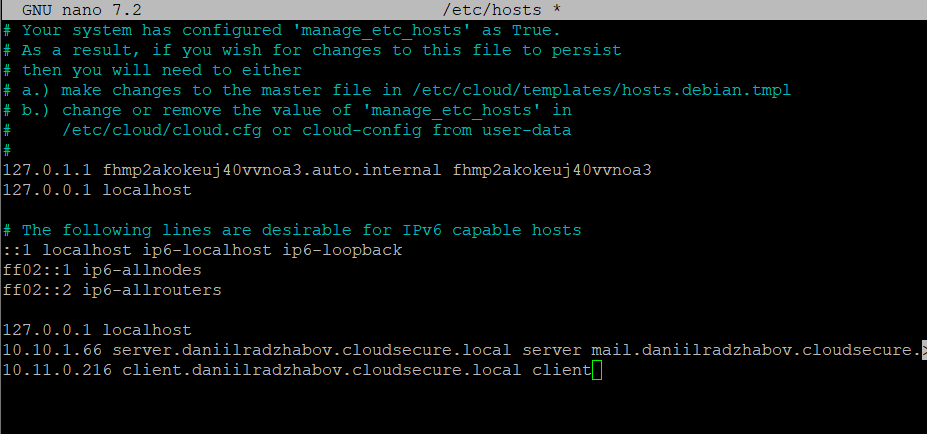 GNU nano 7.2 /etc/hosts *
# Your system has configured 'manage_etc_hosts' as True.
# As a result, if you wish for changes to this file to persist
# then you will need to either
# a.) make changes to the master file in /etc/cloud/templates/hosts.debian.tmpl
# b.) change or remove the value of 'manage_etc_hosts' in
#     /etc/cloud/cloud.cfg or cloud-config from user-data
#
127.0.1.1 fhmp2akokeuj40vvnoa3.auto.internal fhmp2akokeuj40vvnoa3
127.0.0.1 localhost
# The following lines are desirable for IPv6 capable hosts
::1 localhost ip6-localhost ip6-loopback
ff02::1 ip6-allnodes
ff02::2 ip6-allrouters
127.0.0.1 localhost
10.10.1.66 server.daniilradzhabov.cloudsecure.local server mail.daniilradzhabov.cloudsecure.>
10.11.0.216 client.daniilradzhabov.cloudsecure.local client